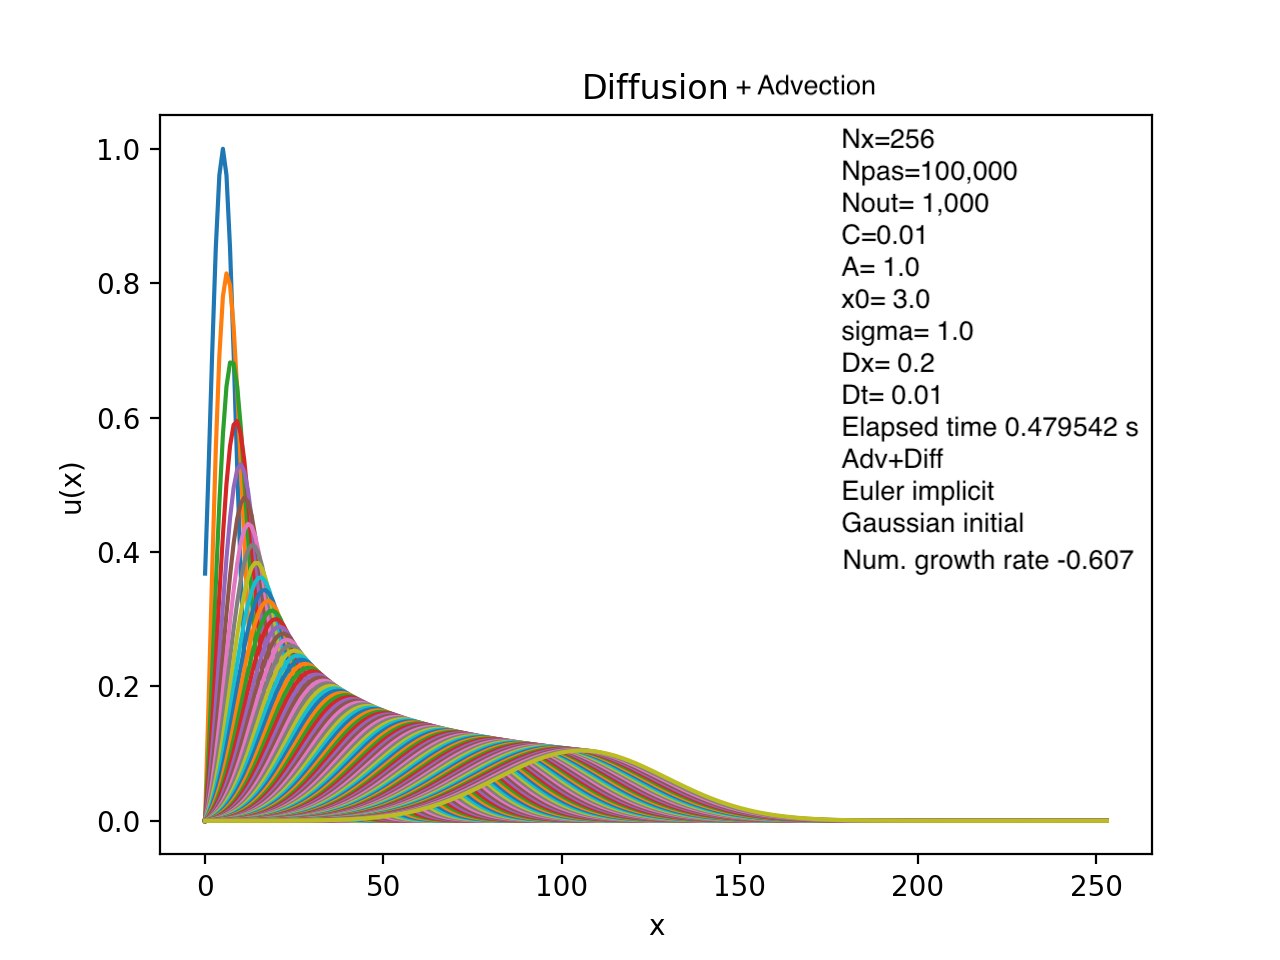 Diffusion + Advection
Nx=256
Npas=100,000
Nout= 1,000
C=0.01
A= 1.0
x0= 3.0
sigma= 1.0
Dx= 0.2
Dt= 0.01
Elapsed time 0.479542 s
Adv+Diff
Euler implicit
Gaussian initial
Num. growth rate -0.607
u(x)
1.0
0.8
0.6
0.4
0.2
0.0
0 50 100 150 200 250
x